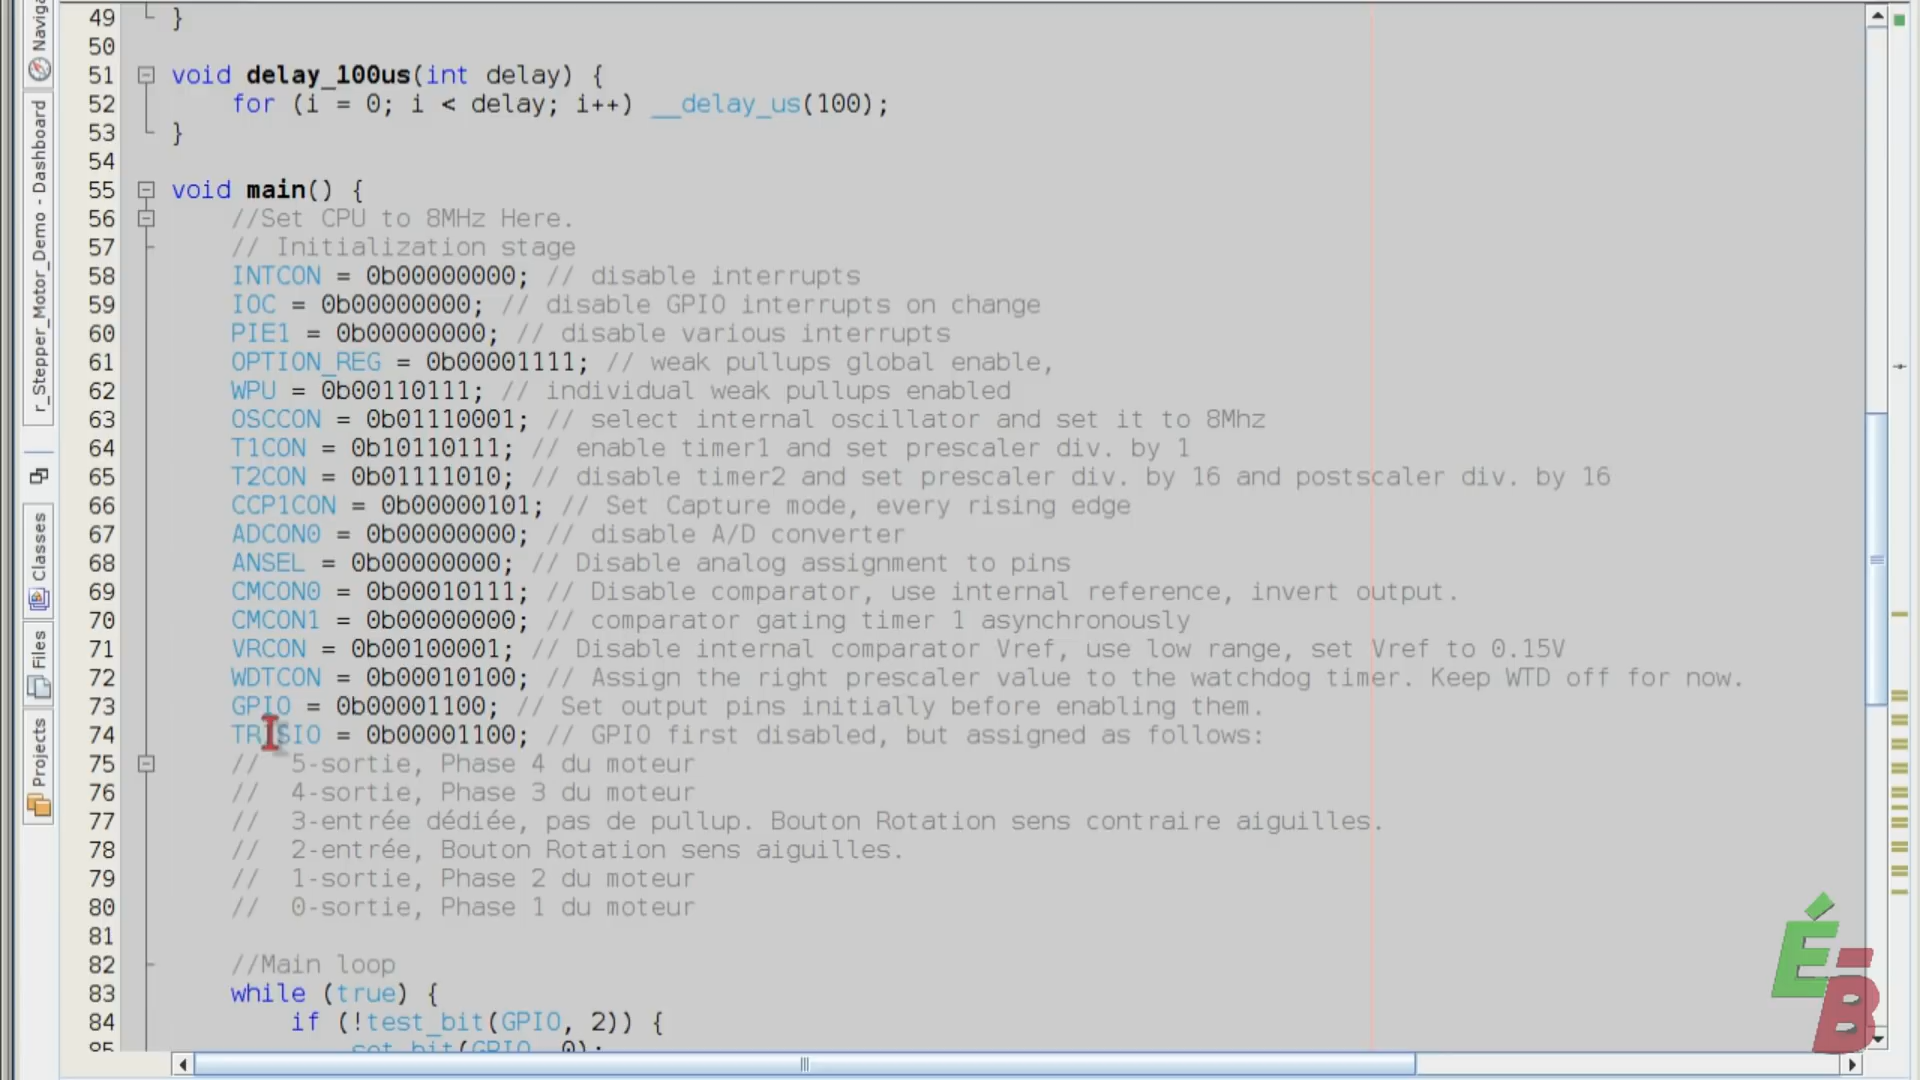 49 }
50
51 void delay_100us(int delay) {
52 for (i = 0; i < delay; i++) __delay_us(100);
53 }
54
55 void main() {
56 //Set CPU to 8MHz Here.
57 // Initialization stage
58 INTCON = 0b00000000; // disable interrupts
59 IOC = 0b00000000; // disable GPIO interrupts on change
60 PIE1 = 0b00000000; // disable various interrupts
61 OPTION_REG = 0b00001111; // weak pullups global enable,
62 WPU = 0b00110111; // individual weak pullups enabled
63 OSCCON = 0b01110001; // select internal oscillator and set it to 8Mhz
64 T1CON = 0b10110111; // enable timer1 and set prescaler div. by 1
65 T2CON = 0b01111010; // disable timer2 and set prescaler div. by 16 and postscaler div. by 16
66 CCP1CON = 0b00000101; // Set Capture mode, every rising edge
67 ADCON0 = 0b00000000; // disable A/D converter
68 ANSEL = 0b00000000; // Disable analog assignment to pins
69 CMCON0 = 0b00010111; // Disable comparator, use internal reference, invert output.
70 CMCON1 = 0b00000000; // comparator gating timer 1 asynchronously
71 VRCON = 0b00100001; // Disable internal comparator Vref, use low range, set Vref to 0.15V
72 WDTCON = 0b00010100; // Assign the right prescaler value to the watchdog timer. Keep WTD off for now.
73 GPIO = 0b00001100; // Set output pins initially before enabling them.
74 TRISIO = 0b00001100; // GPIO first disabled, but assigned as follows:
75 // 5-sortie, Phase 4 du moteur
76 // 4-sortie, Phase 3 du moteur
77 // 3-entrée dédiée, pas de pullup. Bouton Rotation sens contraire aiguilles.
78 // 2-entrée, Bouton Rotation sens aiguilles.
79 // 1-sortie, Phase 2 du moteur
80 // 0-sortie, Phase 1 du moteur
81
82 //Main loop
83 while (true) {
84 if (!test_bit(GPIO, 2)) {
85 set_bit(GPIO, 0);
r_Stepper_Motor_Demo - Dashboard
Classes
Files
Projects
É-B